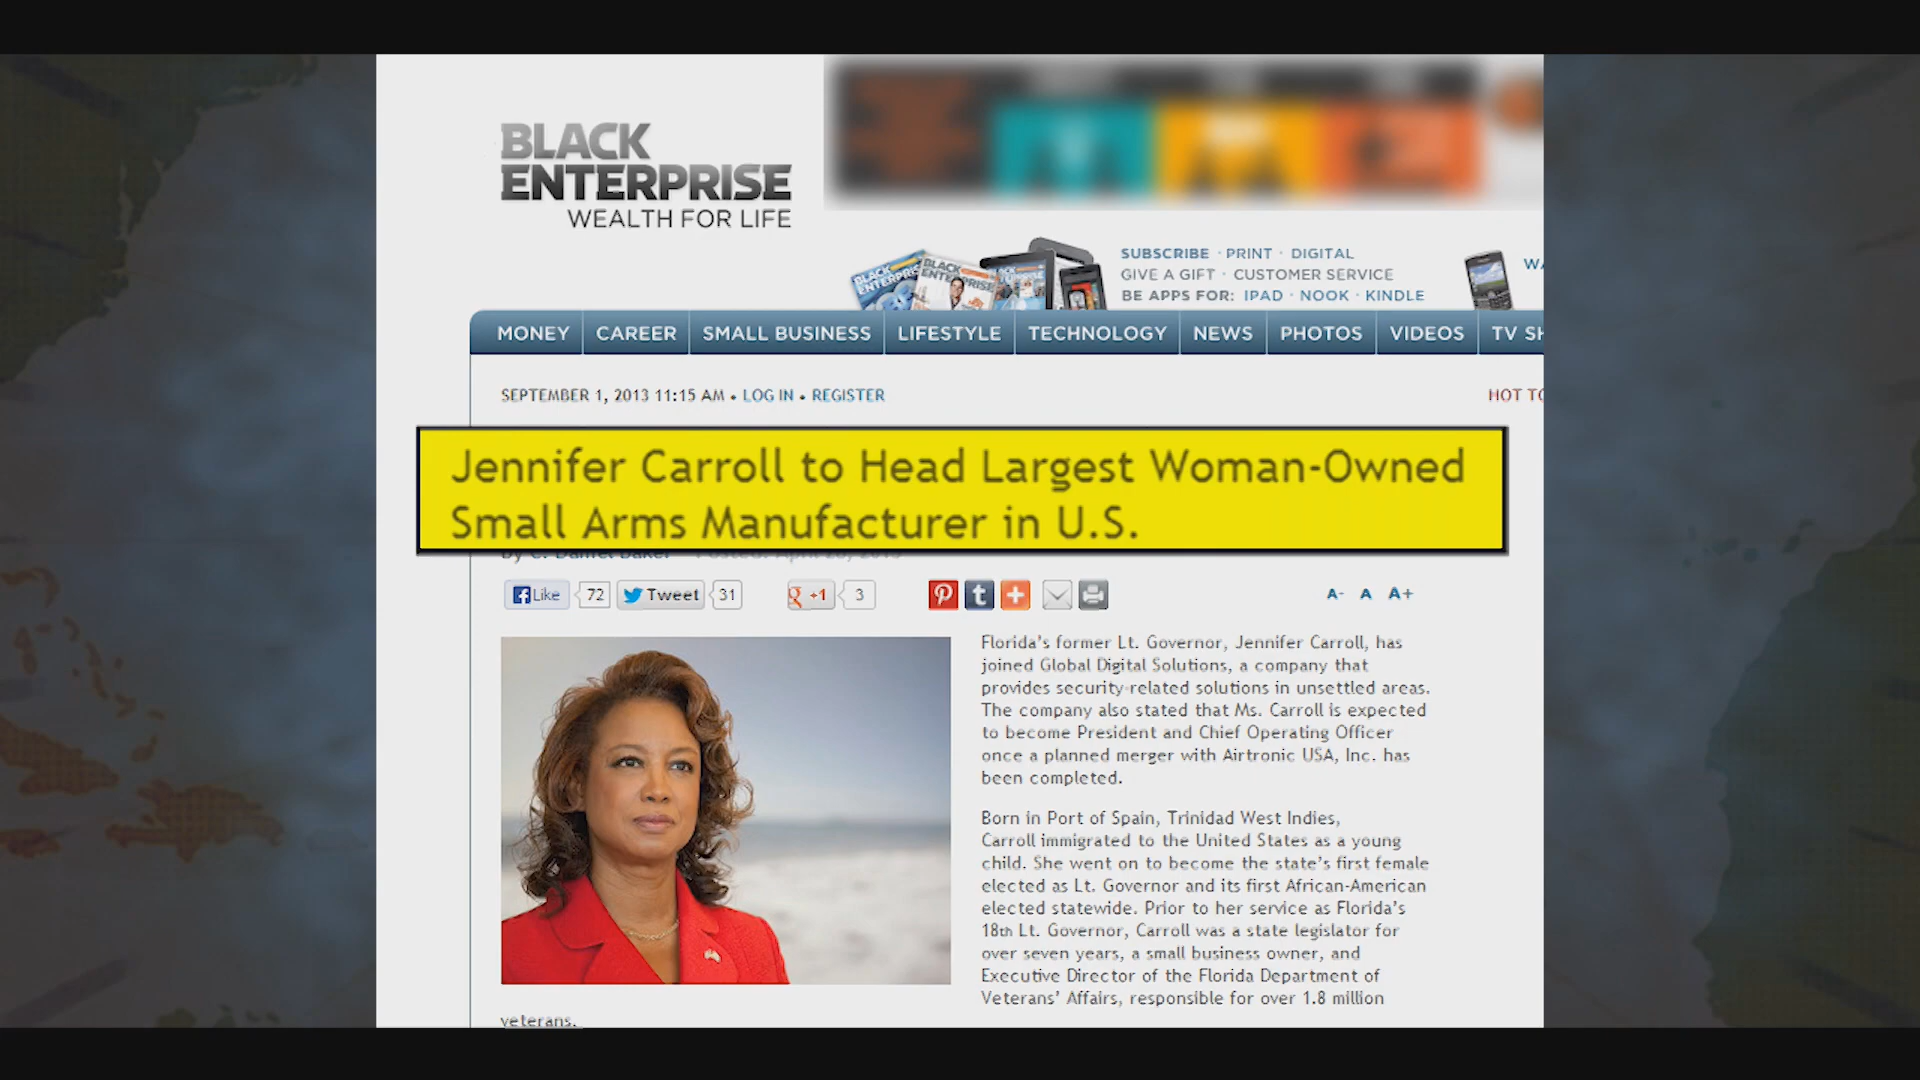 BLACK
ENTERPRISE
WEALTH FOR LIFE
SUBSCRIBE · PRINT · DIGITAL
GIVE A GIFT · CUSTOMER SERVICE
BE APPS FOR: IPAD · NOOK · KINDLE
MONEY CAREER SMALL BUSINESS LIFESTYLE TECHNOLOGY NEWS PHOTOS VIDEOS TV SH
SEPTEMBER 1, 2013 11:15 AM • LOG IN • REGISTER
HOT TO
Jennifer Carroll to Head Largest Woman-Owned
Small Arms Manufacturer in U.S.
Like 72 Tweet 31 +1 3
A- A A+
Florida's former Lt. Governor, Jennifer Carroll, has
joined Global Digital Solutions, a company that
provides security-related solutions in unsettled areas.
The company also stated that Ms. Carroll is expected
to become President and Chief Operating Officer
once a planned merger with Airtronic USA, Inc. has
been completed.
Born in Port of Spain, Trinidad West Indies,
Carroll immigrated to the United States as a young
child. She went on to become the state's first female
elected as Lt. Governor and its first African-American
elected statewide. Prior to her service as Florida's
18th Lt. Governor, Carroll was a state legislator for
over seven years, a small business owner, and
Executive Director of the Florida Department of
Veterans' Affairs, responsible for over 1.8 million
veterans.